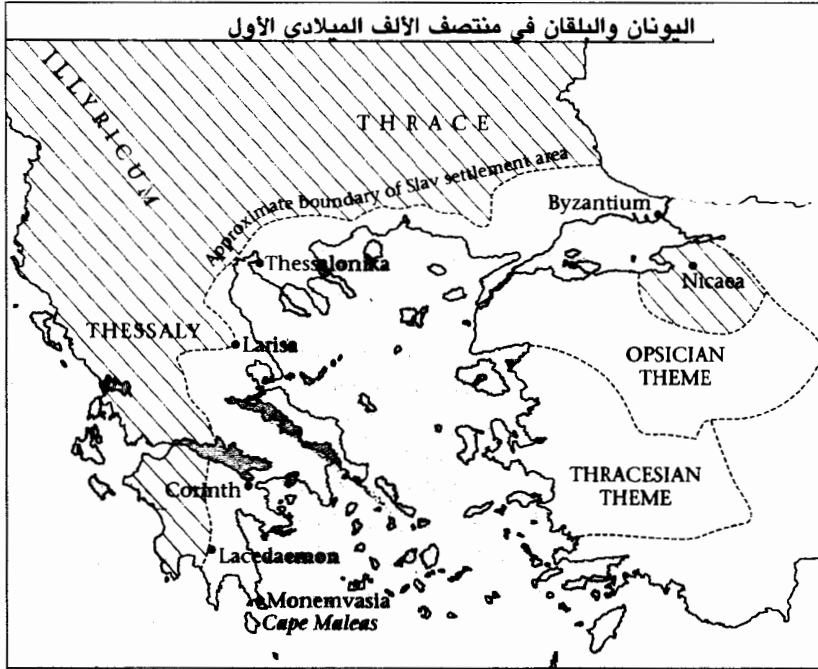 اليونان والبلقان في منتصف الألف الميلادي الأول
ILLYRICUM
THRACE
Approximate boundary of Slav settlement area
Byzantium
Thessalonika
Nicaea
THESSALY
Larisa
OPSICIAN
THEME
THRACESIAN
THEME
Corinth
Lacedaemon
Monemvasia
Cape Maleas